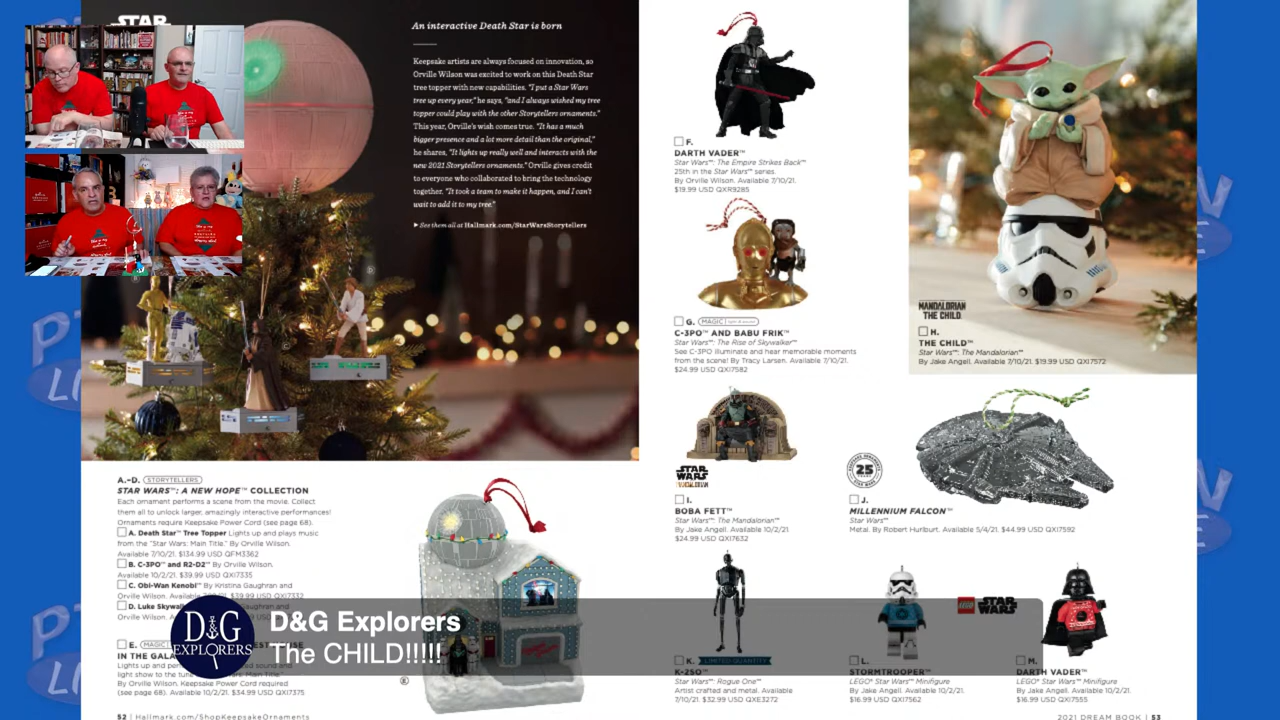 STAR
An interactive Death Star is born
Keepsake artists are always focused on innovation, so
Orville Wilson was excited to work on this Death Star
tree topper with new capabilities. "I put a Star Wars
tree up every year," he says, "and I always wished my tree
topper could play with the other Storytellers ornaments."
This year, Orville's wish comes true. "It has a much
bigger presence and a lot more detail than the original,"
he shares, "It lights up really well and interacts with the
new 2021 Storytellers ornaments." Orville gives credit
to everyone who collaborated to bring the technology
together. "It took a team to make it happen, and I can't
wait to add it to my tree."
▶ See them all at Hallmark.com/StarWarsStorytellers
A.-D. STORYTELLERS
STAR WARS™: A NEW HOPE™ COLLECTION
Each ornament performs a scene from the movie. Collect
them all to unlock larger, amazingly interactive performances!
Ornaments require Keepsake Power Cord (see page 68).
A. Death Star™ Tree Topper Lights up and plays music
from the "Star Wars: Main Title." By Orville Wilson.
Available 7/10/21. $134.99 USD QFM3362
B. C-3PO™ and R2-D2™ By Orville Wilson.
Available 10/2/21. $39.99 USD QXI7335
C. Obi-Wan Kenobi™ By Kristina Gaughran and
Orville Wilson. $39.99 USD QXI7332
D. Luke Skywal
Orville Wilson. A
E. MAGIC
IN THE GALA
Lights up and per
light show to the tune
By Orville Wilson. Keepsake Power Cord required
(see page 68). Available 10/2/21. $34.99 USD QXI7375
52 | Hallmark.com/ShopKeepsakeOrnaments
F.
DARTH VADER™
Star Wars™: The Empire Strikes Back™
25th in the Star Wars™ series.
By Orville Wilson. Available 7/10/21.
$19.99 USD QXR9285
G. MAGIC
C-3PO™ AND BABU FRIK™
Star Wars™: The Rise of Skywalker™
See C-3PO illuminate and hear memorable moments
from the scene! By Tracy Larsen. Available 7/10/21.
$24.99 USD QXI7582
THE MANDALORIAN
THE CHILD
H.
THE CHILD™
Star Wars™: The Mandalorian™
By Jake Angell. Available 7/10/21. $19.99 USD QXI7572
STAR WARS
I.
BOBA FETT™
Star Wars™: The Mandalorian™
By Jake Angell. Available 10/2/21.
$24.99 USD QXI7632
25
J.
MILLENNIUM FALCON™
Star Wars™
Metal. By Robert Hurlburt. Available 5/4/21. $44.99 USD QXI7592
K. LIMITED QUANTITY
K-2SO™
Star Wars™: Rogue One™
Artist crafted and metal. Available
7/10/21. $32.99 USD QXE3272
LEGO STAR WARS
L.
STORMTROOPER™
LEGO® Star Wars™ Minifigure
By Jake Angell. Available 10/2/21.
$16.99 USD QXI7562
M.
DARTH VADER™
LEGO® Star Wars™ Minifigure
By Jake Angell. Available 10/2/21.
$16.99 USD QXI7555
2021 DREAM BOOK | 53
D&G
EXPLORERS
D&G Explorers
The CHILD!!!!!